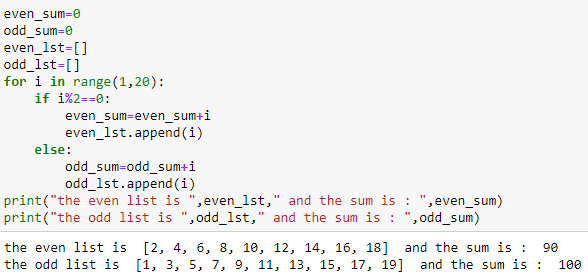 even_sum=0
odd_sum=0
even_lst=[]
odd_lst=[]
for i in range(1,20):
    if i%2==0:
        even_sum=even_sum+i
        even_lst.append(i)
    else:
        odd_sum=odd_sum+i
        odd_lst.append(i)
print("the even list is ",even_lst," and the sum is : ",even_sum)
print("the odd list is ",odd_lst," and the sum is : ",odd_sum)
the even list is  [2, 4, 6, 8, 10, 12, 14, 16, 18]  and the sum is :  90
the odd list is  [1, 3, 5, 7, 9, 11, 13, 15, 17, 19]  and the sum is :  100